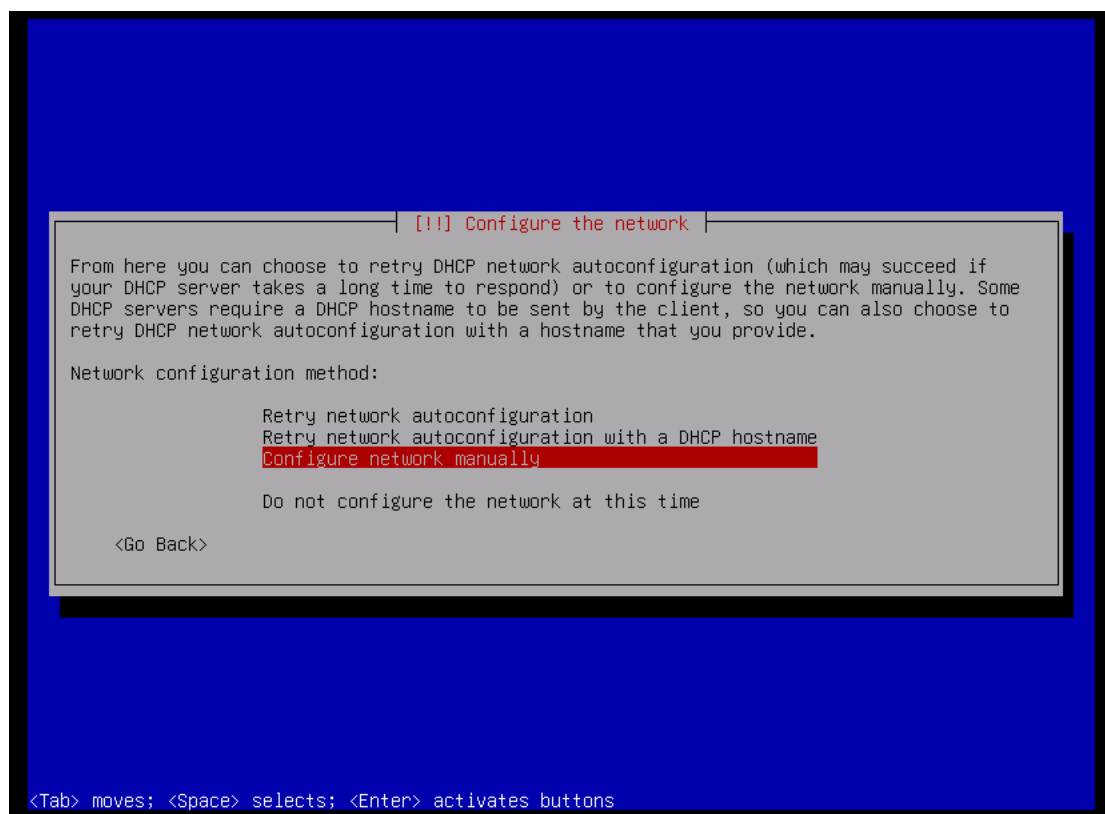 [!!] Configure the network
From here you can choose to retry DHCP network autoconfiguration (which may succeed if
your DHCP server takes a long time to respond) or to configure the network manually. Some
DHCP servers require a DHCP hostname to be sent by the client, so you can also choose to
retry DHCP network autoconfiguration with a hostname that you provide.
Network configuration method:
Retry network autoconfiguration
Retry network autoconfiguration with a DHCP hostname
Configure network manually
Do not configure the network at this time
<Go Back>
<Tab> moves; <Space> selects; <Enter> activates buttons